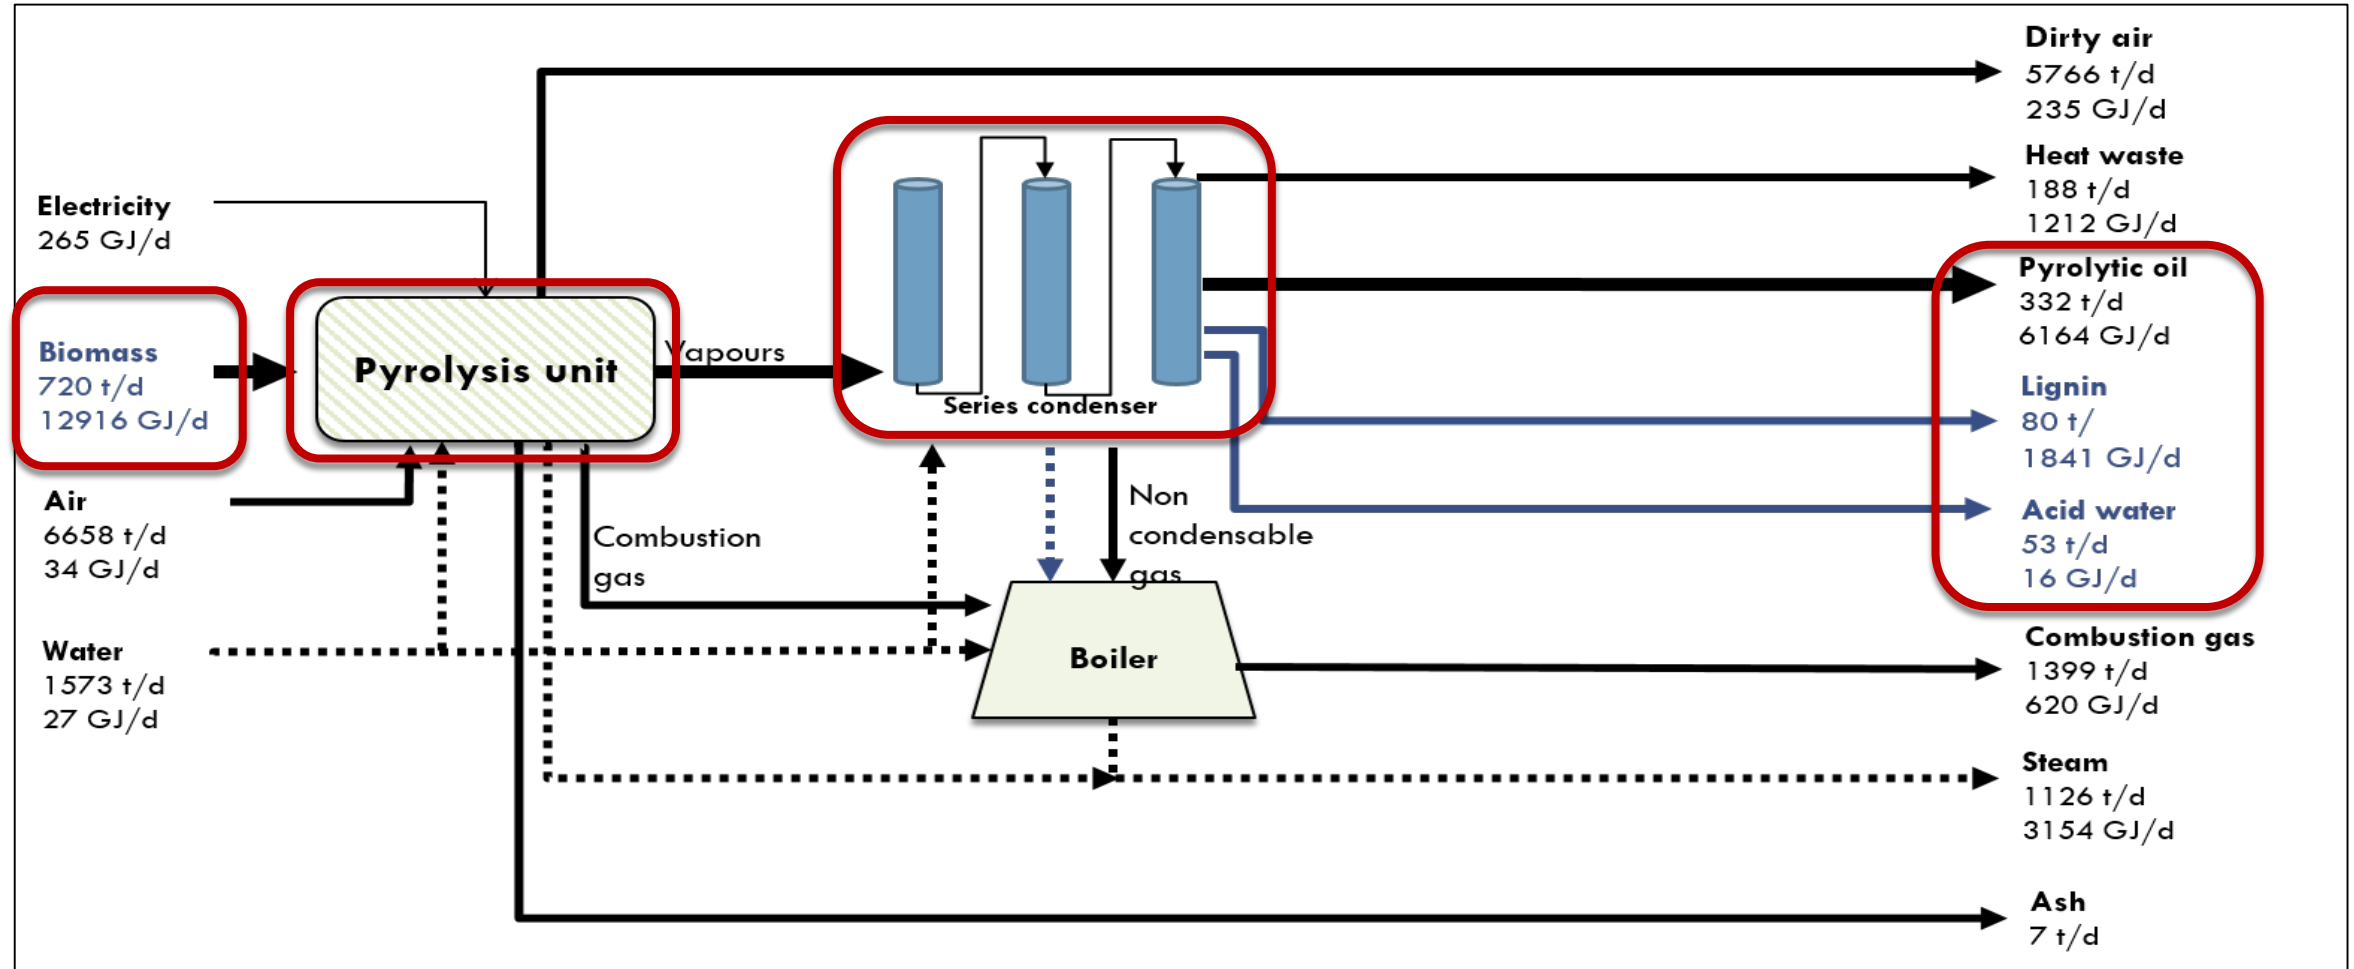 Electricity
265 GJ/d
Biomass
720 t/d
12916 GJ/d
Air
6658 t/d
34 GJ/d
Water
1573 t/d
27 GJ/d
Pyrolysis unit
Vapours
Series condenser
Combustion
gas
Non
condensable
gas
Boiler
Dirty air
5766 t/d
235 GJ/d
Heat waste
188 t/d
1212 GJ/d
Pyrolytic oil
332 t/d
6164 GJ/d
Lignin
80 t/
1841 GJ/d
Acid water
53 t/d
16 GJ/d
Combustion gas
1399 t/d
620 GJ/d
Steam
1126 t/d
3154 GJ/d
Ash
7 t/d